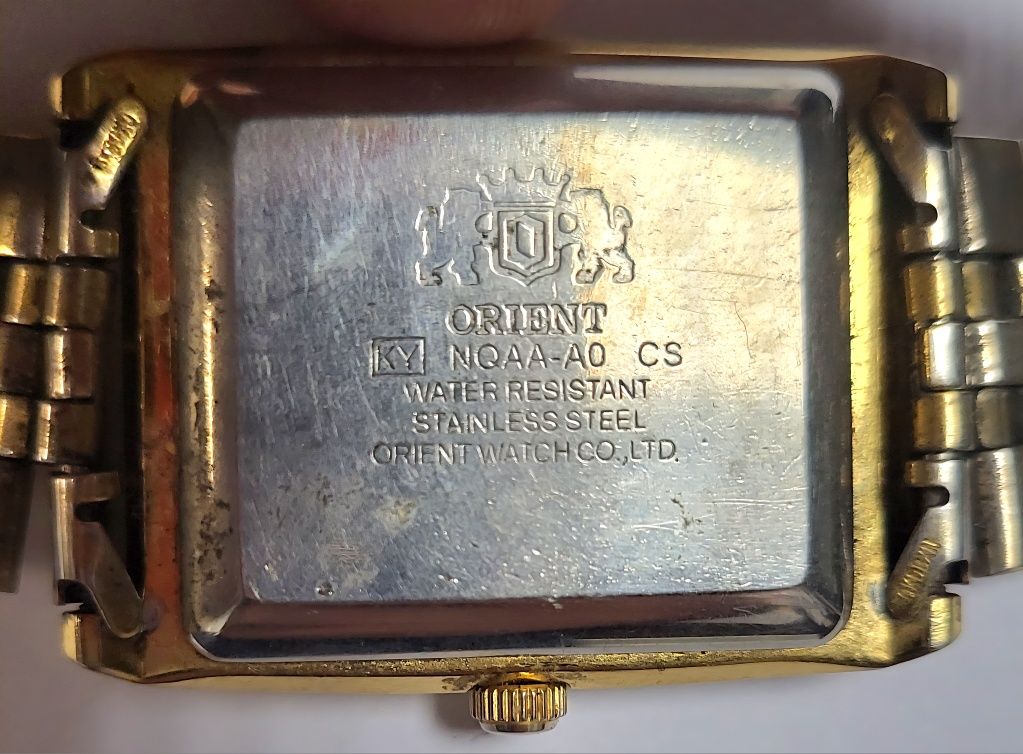 O
ORIENT
KY NQAA-A0 CS
WATER RESISTANT
STAINLESS STEEL
ORIENT WATCH CO.,LTD.